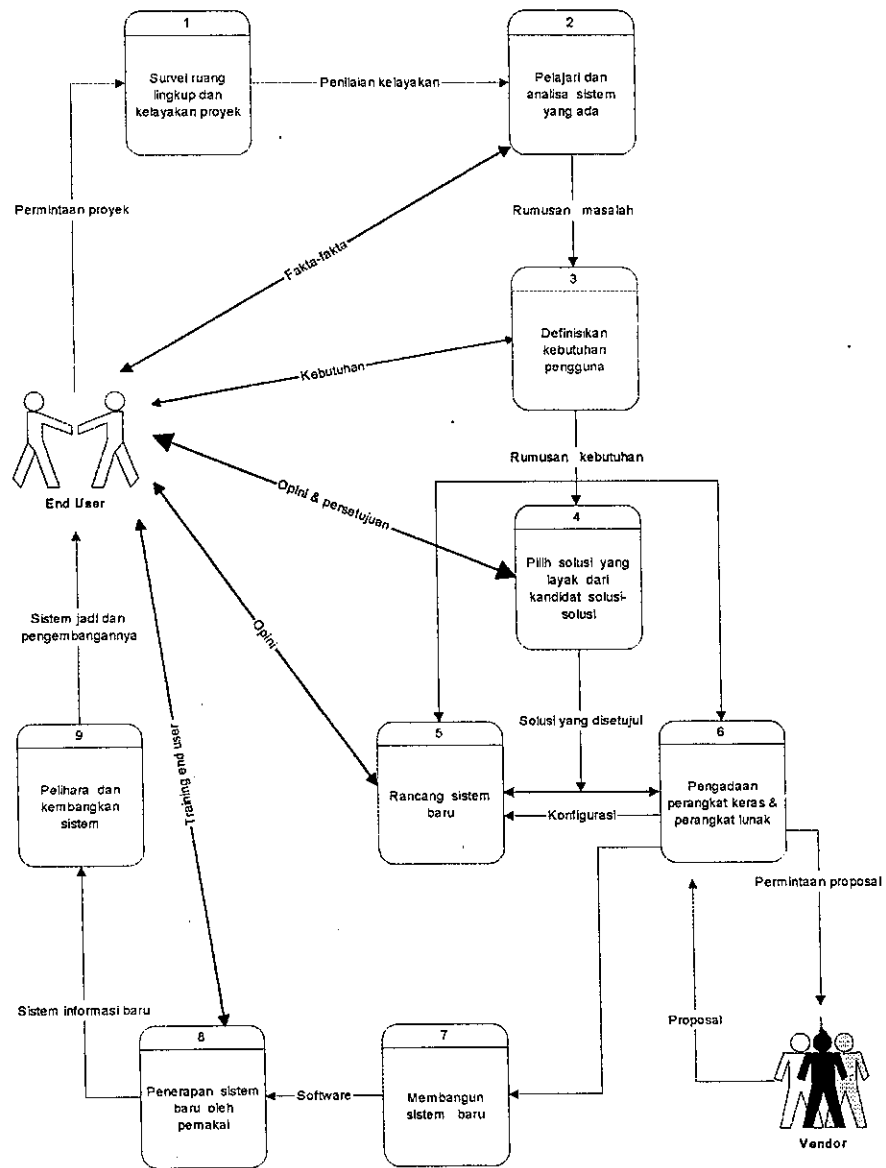 1
Survei ruang
lingkup dan
kelayakan proyek
Penilaian kelayakan
2
Pelajari dan
analisa sistem
yang ada
Permintaan proyek
Rumusan masalah
Fakta-fakta
3
Definisikan
kebutuhan
pengguna
Kebutuhan
End User
Rumusan kebutuhan
Opini & persetujuan
4
Pilih solusi yang
layak dari
kandidat solusi-
solusi
Sistem jadi dan
pengembangannya
Opini
Solusi yang disetujui
9
Pelihara dan
kembangkan
sistem
Training end user
5
Rancang sistem
baru
Konfigurasi
6
Pengadaan
perangkat keras &
perangkat lunak
Permintaan proposal
Sistem informasi baru
Proposal
8
Penerapan sistem
baru oleh
pemakai
Software
7
Membangun
sistem baru
Vendor